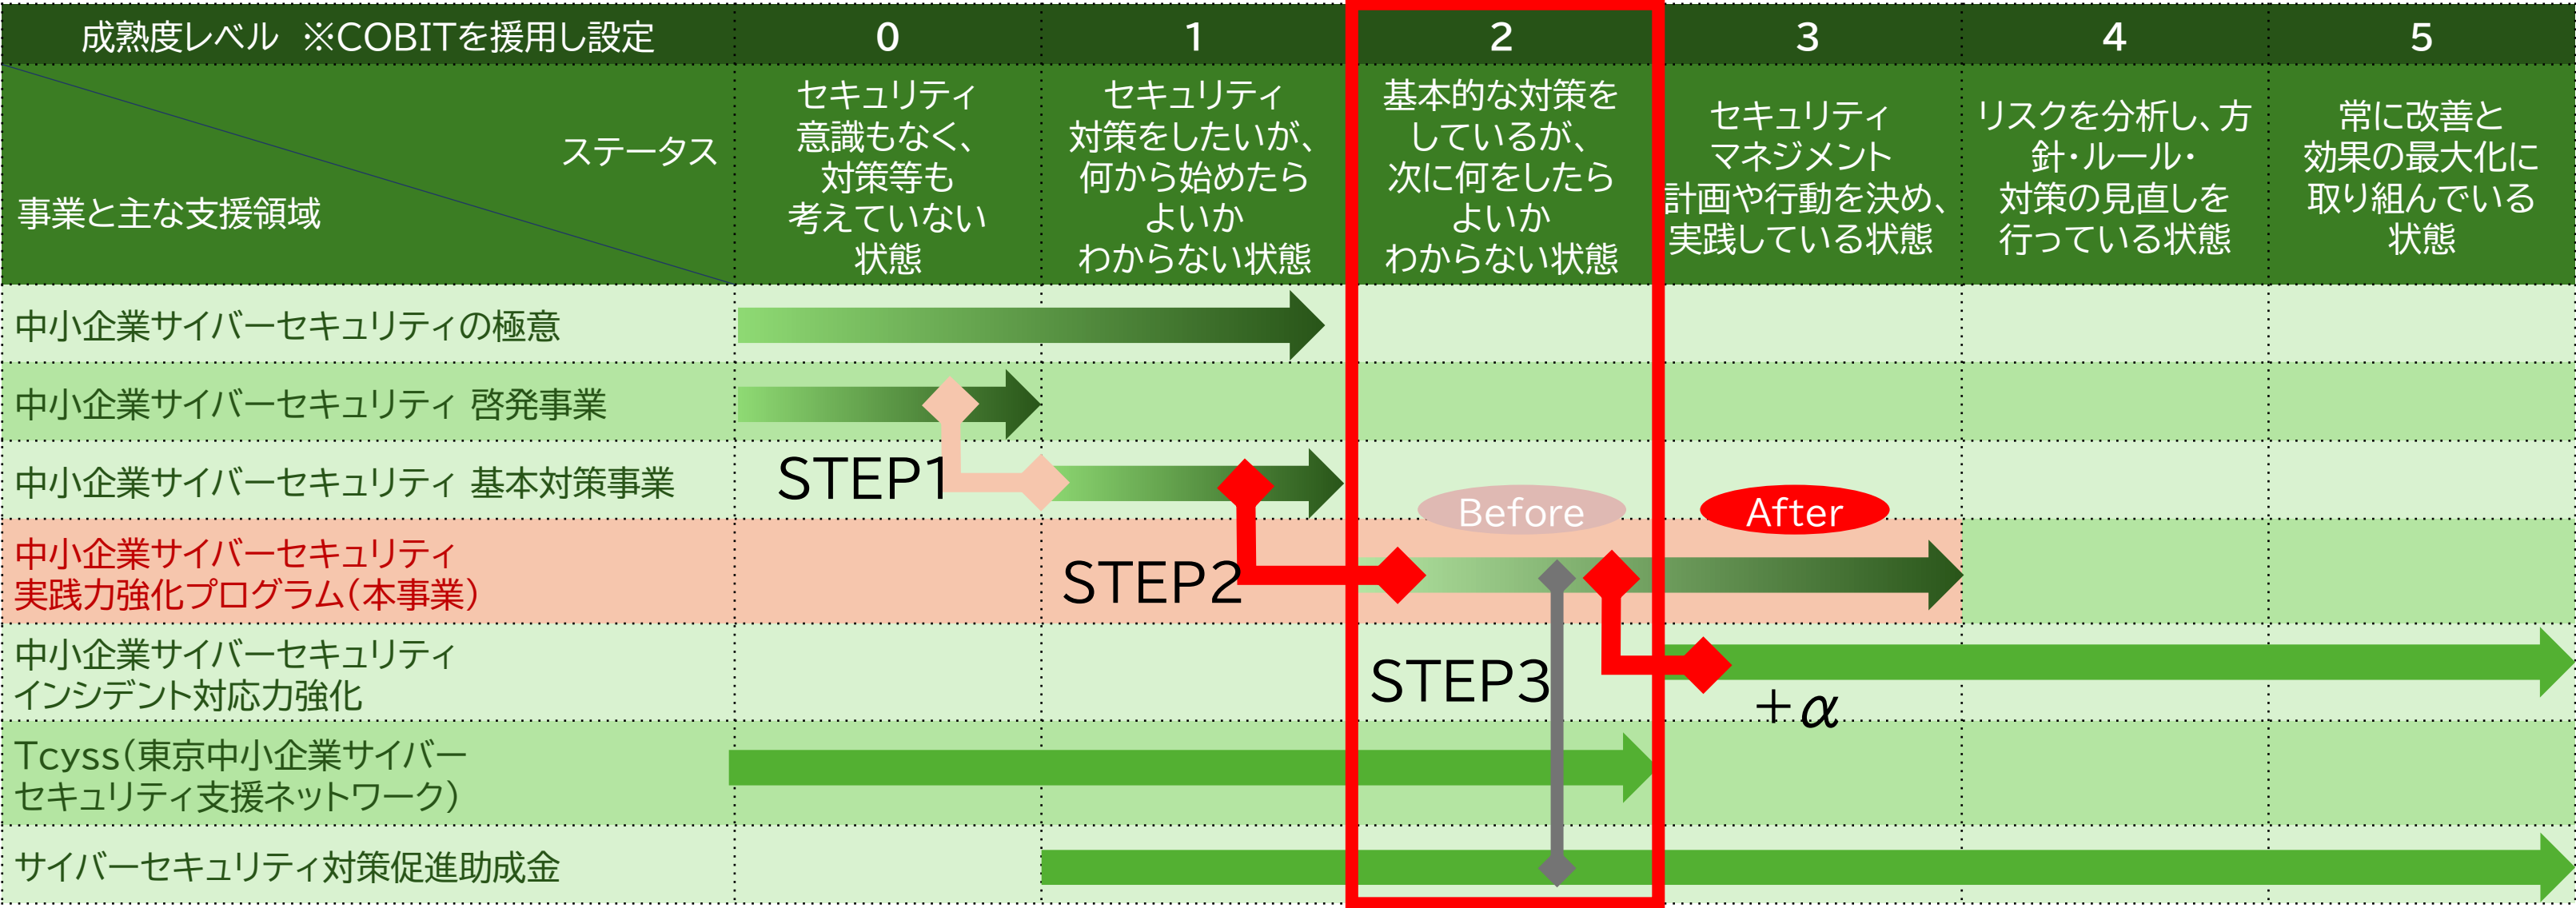 成熟度レベル ※COBITを援用し設定
0
1
2
3
4
5
ステータス
事業と主な支援領域
セキュリティ
意識もなく、
対策等も
考えていない
状態
セキュリティ
対策をしたいが、
何から始めたら
よいか
わからない状態
基本的な対策を
しているが、
次に何をしたら
よいか
わからない状態
セキュリティ
マネジメント
計画や行動を決め、
実践している状態
リスクを分析し、方
針・ルール・
対策の見直しを
行っている状態
常に改善と
効果の最大化に
取り組んでいる
状態
中小企業サイバーセキュリティの極意
中小企業サイバーセキュリティ 啓発事業
中小企業サイバーセキュリティ 基本対策事業
STEP1
Before
After
中小企業サイバーセキュリティ
実践力強化プログラム(本事業)
STEP2
中小企業サイバーセキュリティ
インシデント対応力強化
STEP3
+α
Tcyss(東京中小企業サイバー
セキュリティ支援ネットワーク)
サイバーセキュリティ対策促進助成金